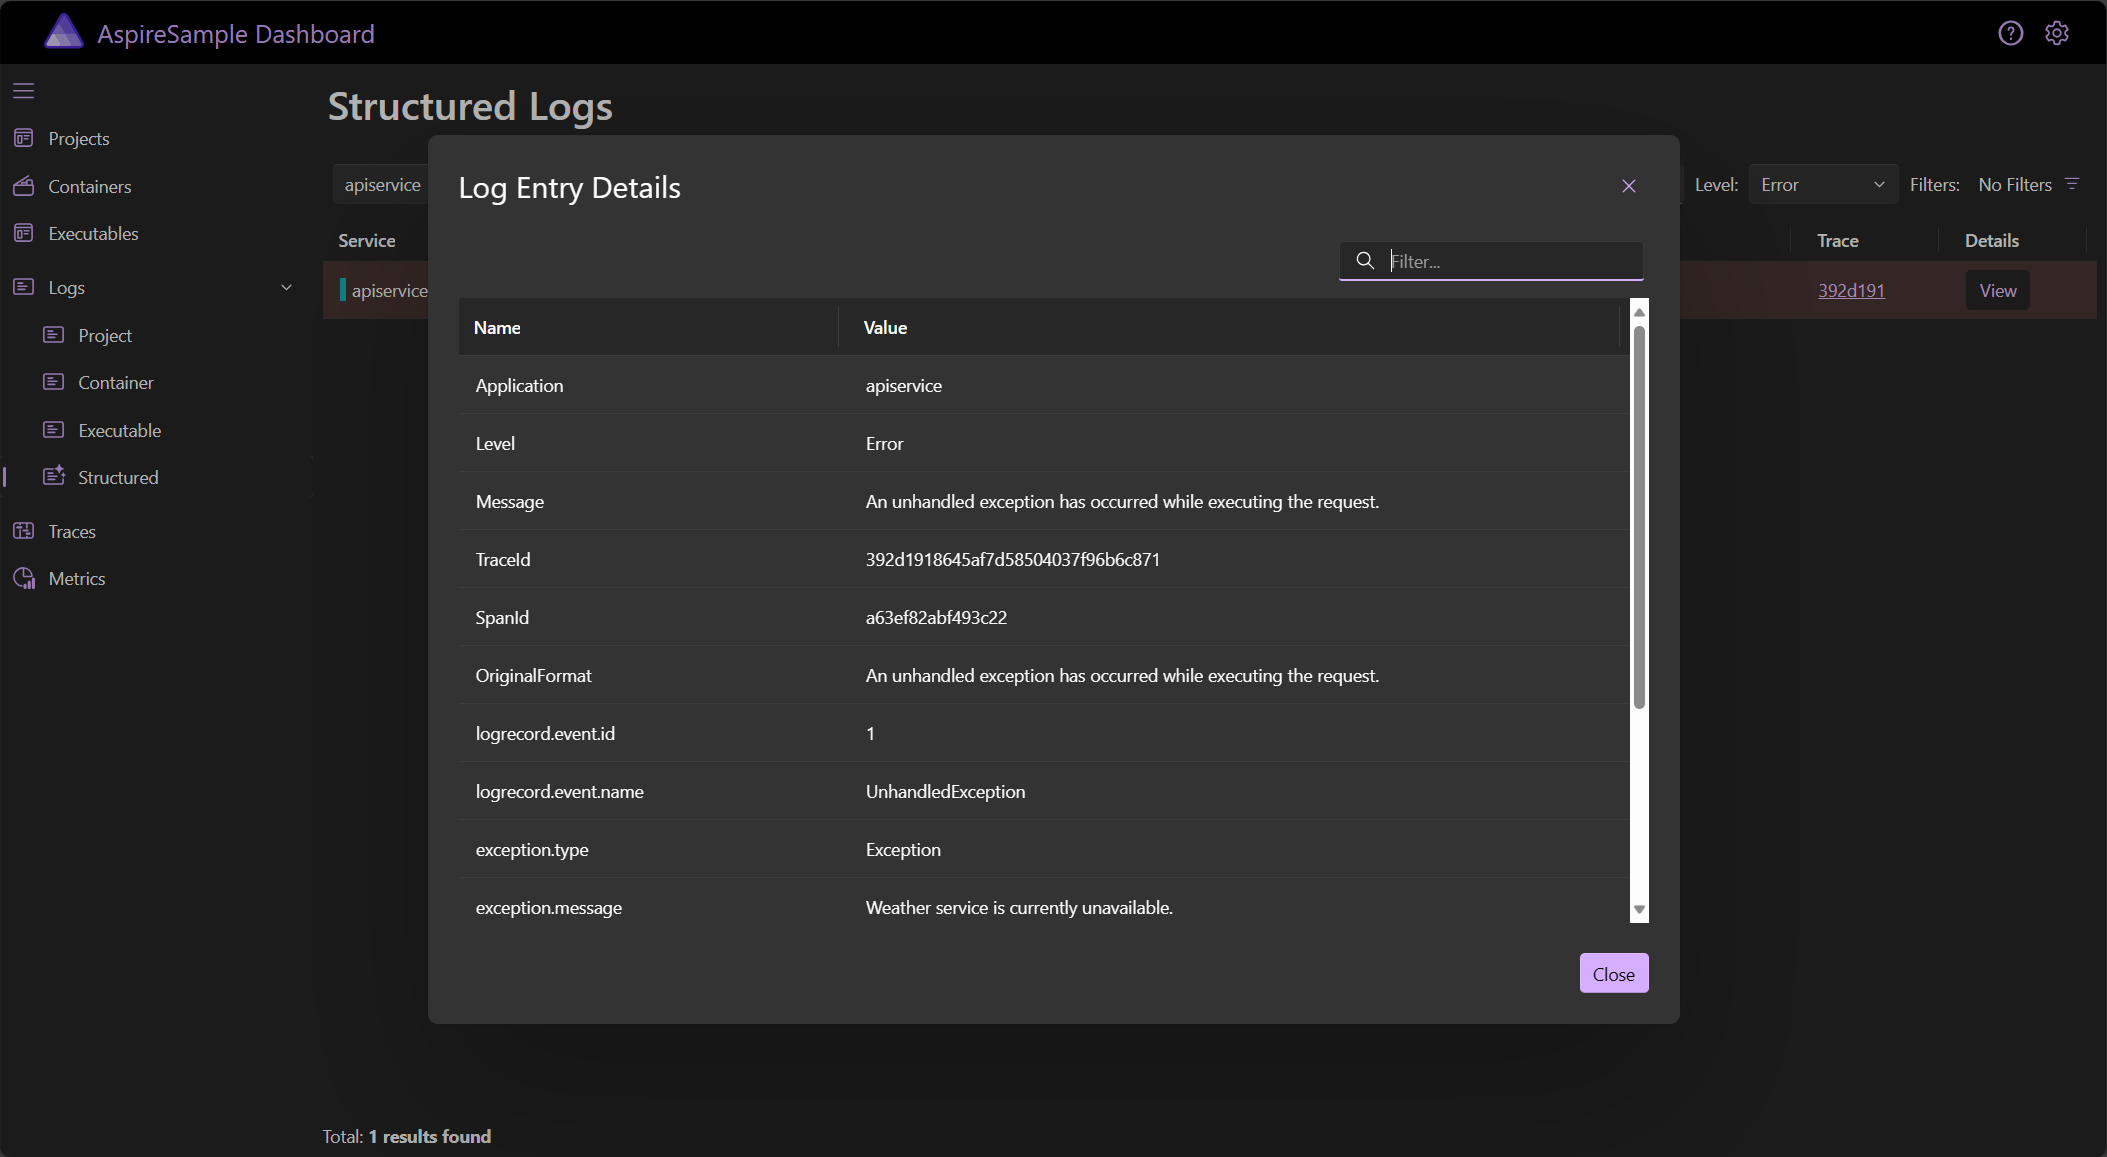 AspireSample Dashboard
Structured Logs
Projects
Containers
Executables
Logs
Project
Container
Executable
Structured
Traces
Metrics
apiservice
Level: Error Filters: No Filters
Service Trace Details
apiservice 392d191 View
Log Entry Details
Filter...
Name Value
Application apiservice
Level Error
Message An unhandled exception has occurred while executing the request.
TraceId 392d1918645af7d58504037f96b6c871
SpanId a63ef82abf493c22
OriginalFormat An unhandled exception has occurred while executing the request.
logrecord.event.id 1
logrecord.event.name UnhandledException
exception.type Exception
exception.message Weather service is currently unavailable.
Close
Total: 1 results found